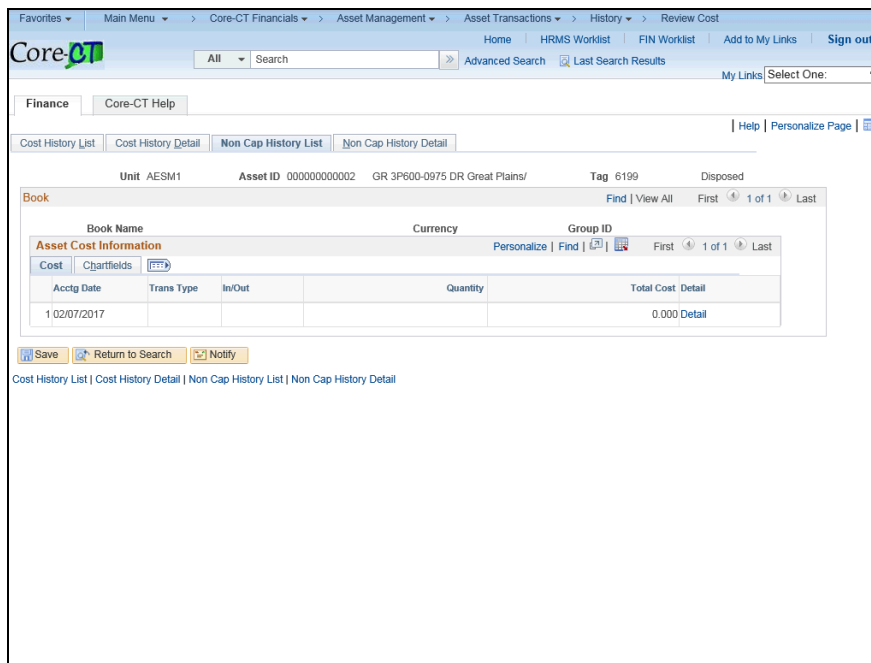 Favorites Main Menu > Core-CT Financials > Asset Management > Asset Transactions > History > Review Cost
Core-CT
Home HRMS Worklist FIN Worklist Add to My Links Sign out
All Search >> Advanced Search Last Search Results
My Links Select One:
Finance Core-CT Help
Help | Personalize Page |
Cost History List Cost History Detail Non Cap History List Non Cap History Detail
Unit AESM1 Asset ID 000000000002 GR 3P600-0975 DR Great Plains/ Tag 6199 Disposed
Book Find | View All First 1 of 1 Last
Book Name Currency Group ID
Asset Cost Information Personalize | Find | | First 1 of 1 Last
Cost Chartfields
Acctg Date Trans Type In/Out Quantity Total Cost Detail
1 02/07/2017 0.000 Detail
Save Return to Search Notify
Cost History List | Cost History Detail | Non Cap History List | Non Cap History Detail